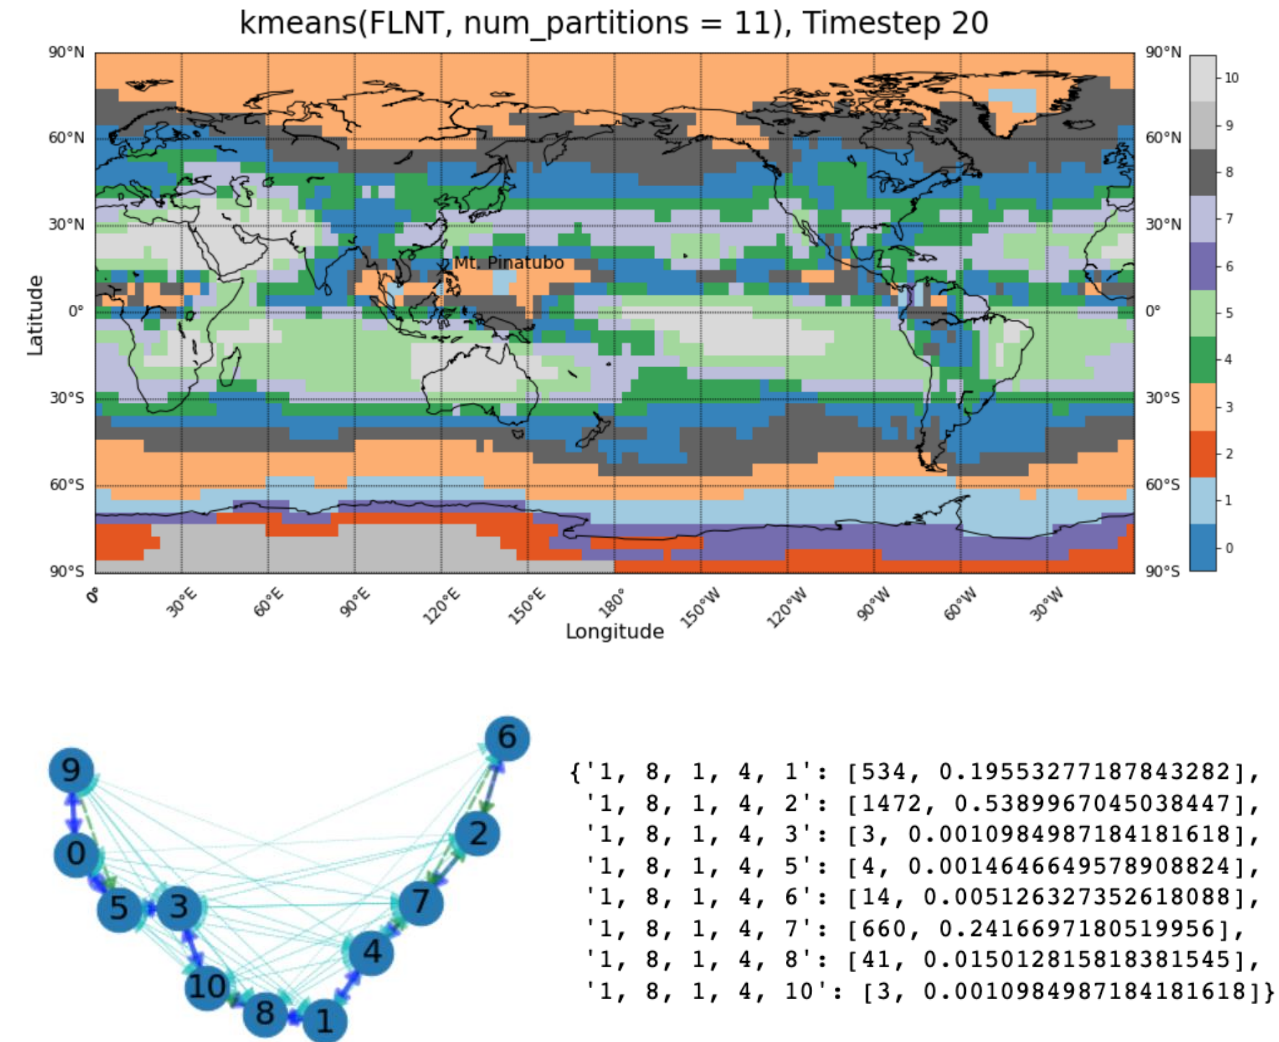 kmeans(FLNT, num_partitions = 11), Timestep 20
90°N 90°N
60°N 60°N
30°N 30°N
0° 0°
30°S 30°S
60°S 60°S
90°S 90°S
Mt. Pinatubo
Latitude
0° 30°E 60°E 90°E 120°E 150°E 180° 150°W 120°W 90°W 60°W 30°W
Longitude
10
9
8
7
6
5
4
3
2
1
0
6
9
2
0
7
5 3
4
10
8 1
{'1, 8, 1, 4, 1': [534, 0.19553277187843282],
'1, 8, 1, 4, 2': [1472, 0.5389967045038447],
'1, 8, 1, 4, 3': [3, 0.0010984987184181618],
'1, 8, 1, 4, 5': [4, 0.0014646649578908824],
'1, 8, 1, 4, 6': [14, 0.005126327352618088],
'1, 8, 1, 4, 7': [660, 0.2416697180519956],
'1, 8, 1, 4, 8': [41, 0.015012815818381545],
'1, 8, 1, 4, 10': [3, 0.0010984987184181618]}